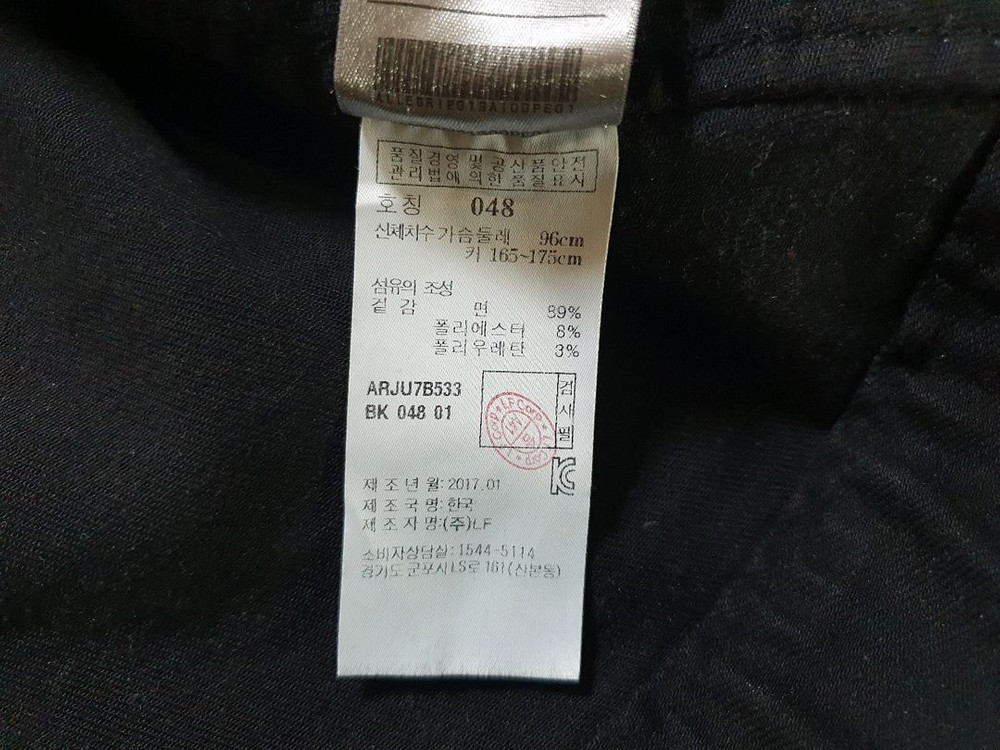 품질경영 및 공산품안전
관리법에 의한 품질표시
호칭 048
신체치수 가슴둘레 96cm
키 165~175cm
섬유의 조성
겉감 면 89%
폴리에스터 8%
폴리우레탄 3%
ARJU7B533
BK 048 01
검사필
LF Corp
제조년월: 2017.01
제조국명: 한국
제조자명:(주)LF
소비자상담실: 1544-5114
경기도 군포시 LS로 161(산본동)